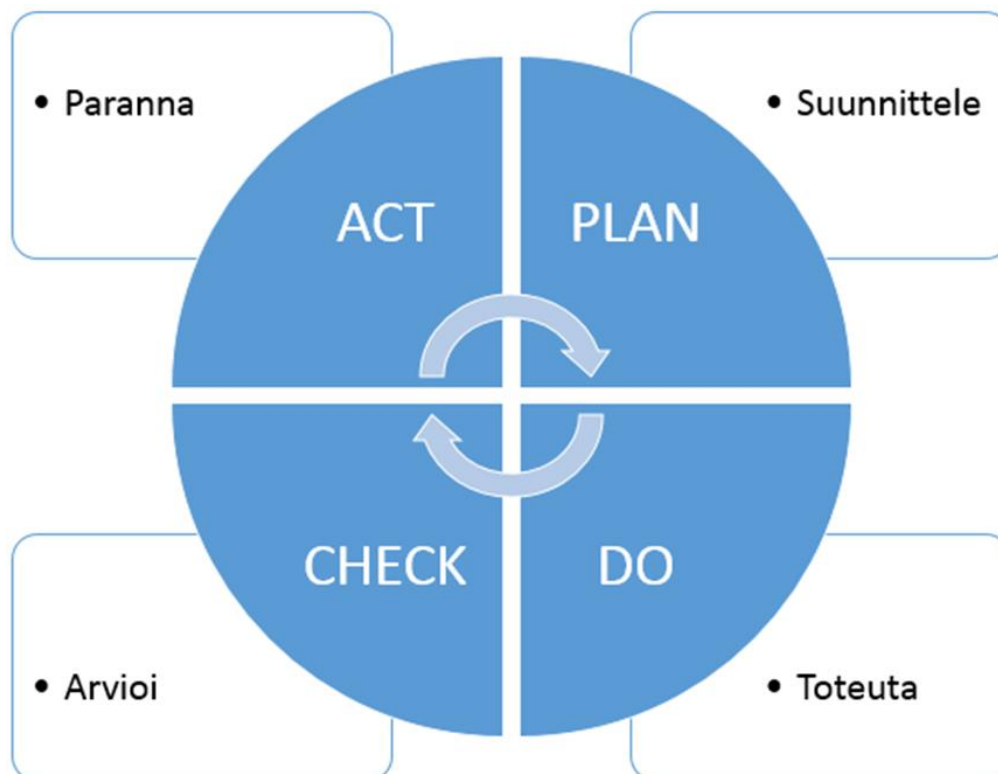 • Paranna
• Suunnittele
ACT
PLAN
CHECK
DO
• Arvioi
• Toteuta